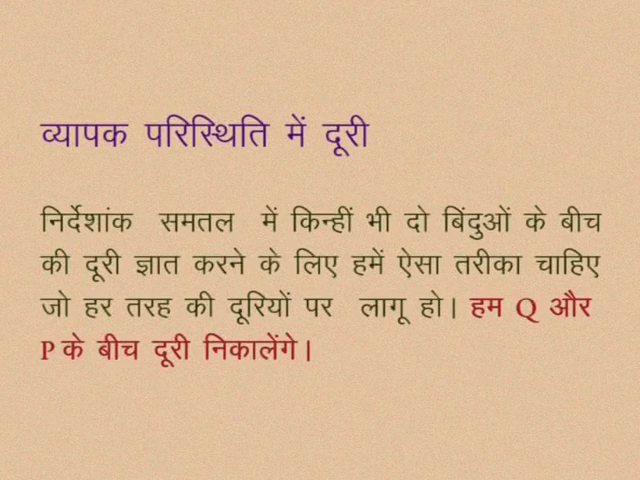 व्यापक परिस्थिति में दूरी
निर्देशांक समतल में किन्हीं भी दो बिंदुओं के बीच
की दूरी ज्ञात करने के लिए हमें ऐसा तरीका चाहिए
जो हर तरह की दूरियों पर लागू हो। हम Q और
P के बीच दूरी निकालेंगे।